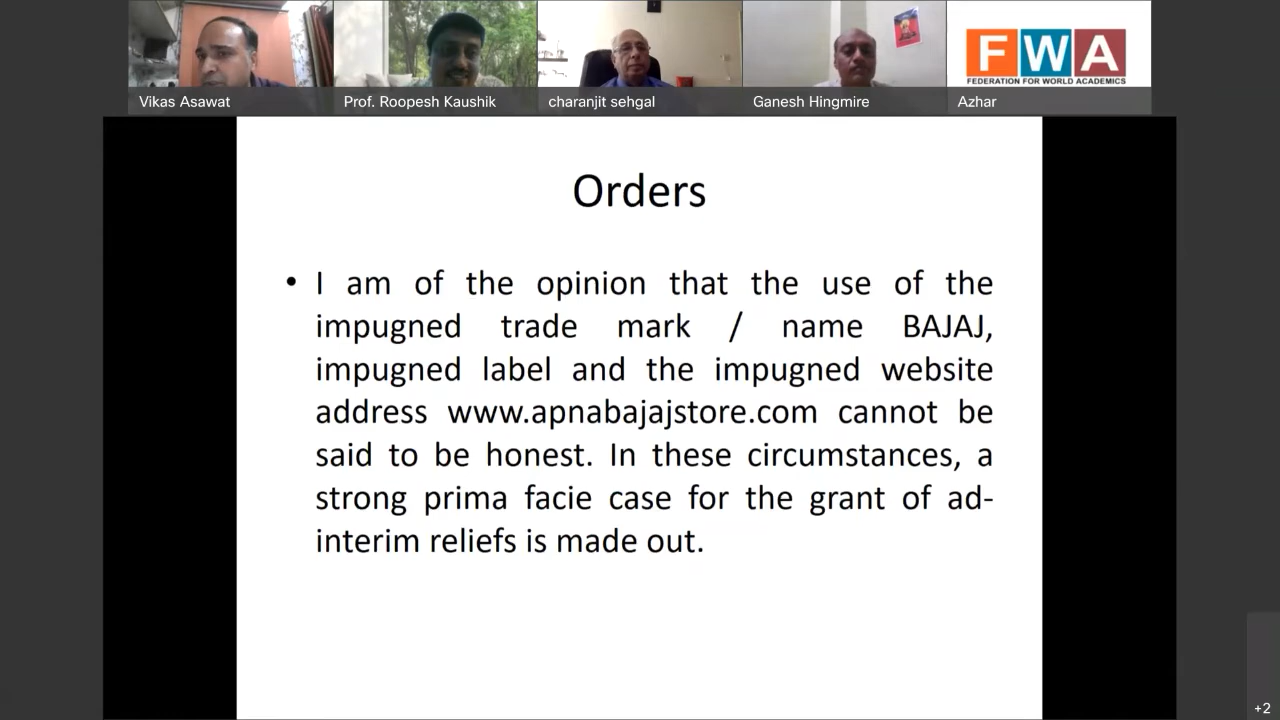 FWA
FEDERATION FOR WORLD ACADEMICS
Vikas Asawat
Prof. Roopesh Kaushik
charanjit sehgal
Ganesh Hingmire
Azhar
Orders
• I am of the opinion that the use of the
impugned trade mark / name BAJAJ,
impugned label and the impugned website
address www.apnabajajstore.com cannot be
said to be honest. In these circumstances, a
strong prima facie case for the grant of ad-
interim reliefs is made out.
+2